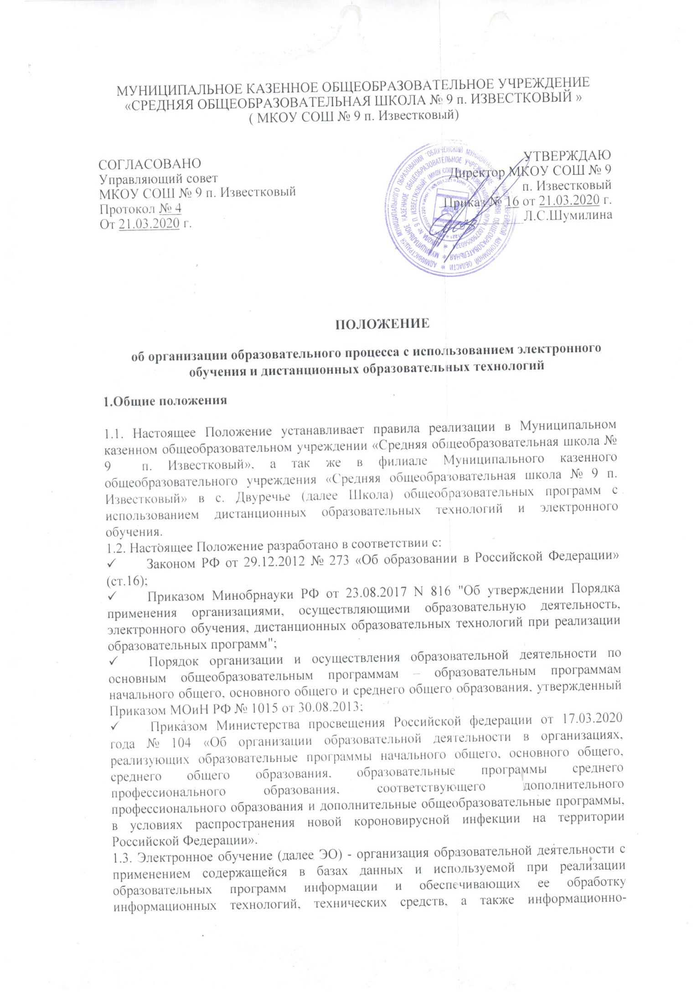 МУНИЦИПАЛЬНОЕ КАЗЕННОЕ ОБЩЕОБРАЗОВАТЕЛЬНОЕ УЧРЕЖДЕНИЕ
«СРЕДНЯЯ ОБЩЕОБРАЗОВАТЕЛЬНАЯ ШКОЛА № 9 п. ИЗВЕСТКОВЫЙ »
( МКОУ СОШ № 9 п. Известковый)
СОГЛАСОВАНО
Управляющий совет
МКОУ СОШ № 9 п. Известковый
Протокол № 4
От 21.03.2020 г.
УТВЕРЖДАЮ
Директор МКОУ СОШ № 9
п. Известковый
Приказ № 16 от 21.03.2020 г.
Л.С.Шумилина
ПОЛОЖЕНИЕ
об организации образовательного процесса с использованием электронного
обучения и дистанционных образовательных технологий
1.Общие положения
1.1. Настоящее Положение устанавливает правила реализации в Муниципальном
казенном общеобразовательном учреждении «Средняя общеобразовательная школа №
9 п. Известковый», а так же в филиале Муниципального казенного
общеобразовательного учреждения «Средняя общеобразовательная школа № 9 п.
Известковый» в с. Двуречье (далее Школа) общеобразовательных программ с
использованием дистанционных образовательных технологий и электронного
обучения.
1.2. Настоящее Положение разработано в соответствии с:
✓ Законом РФ от 29.12.2012 № 273 «Об образовании в Российской Федерации»
(ст.16);
✓ Приказом Минобрнауки РФ от 23.08.2017 N 816 "Об утверждении Порядка
применения организациями, осуществляющими образовательную деятельность,
электронного обучения, дистанционных образовательных технологий при реализации
образовательных программ";
✓ Порядок организации и осуществления образовательной деятельности по
основным общеобразовательным программам – образовательным программам
начального общего, основного общего и среднего общего образования, утвержденный
Приказом МОиН РФ № 1015 от 30.08.2013;
✓ Приказом Министерства просвещения Российской федерации от 17.03.2020
года № 104 «Об организации образовательной деятельности в организациях,
реализующих образовательные программы начального общего, основного общего,
среднего общего образования, образовательные программы среднего
профессионального образования, соответствующего дополнительного
профессионального образования и дополнительные общеобразовательные программы,
в условиях распространения новой короновирусной инфекции на территории
Российской Федерации».
1.3. Электронное обучение (далее ЭО) - организация образовательной деятельности с
применением содержащейся в базах данных и используемой при реализации
образовательных программ информации и обеспечивающих ее обработку
информационных технологий, технических средств, а также информационно-